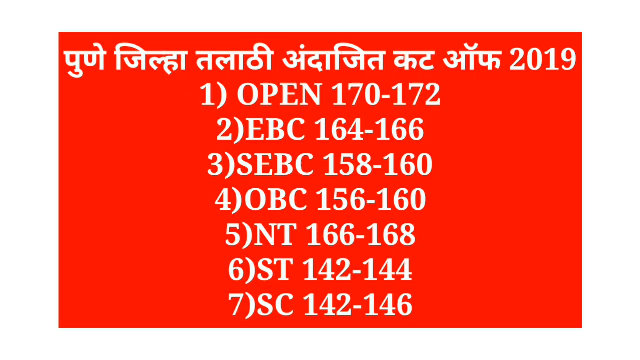 पुणे जिल्हा तलाठी अंदाजित कट ऑफ 2019
1) OPEN 170-172
2)EBC 164-166
3)SEBC 158-160
4)OBC 156-160
5)NT 166-168
6)ST 142-144
7)SC 142-146